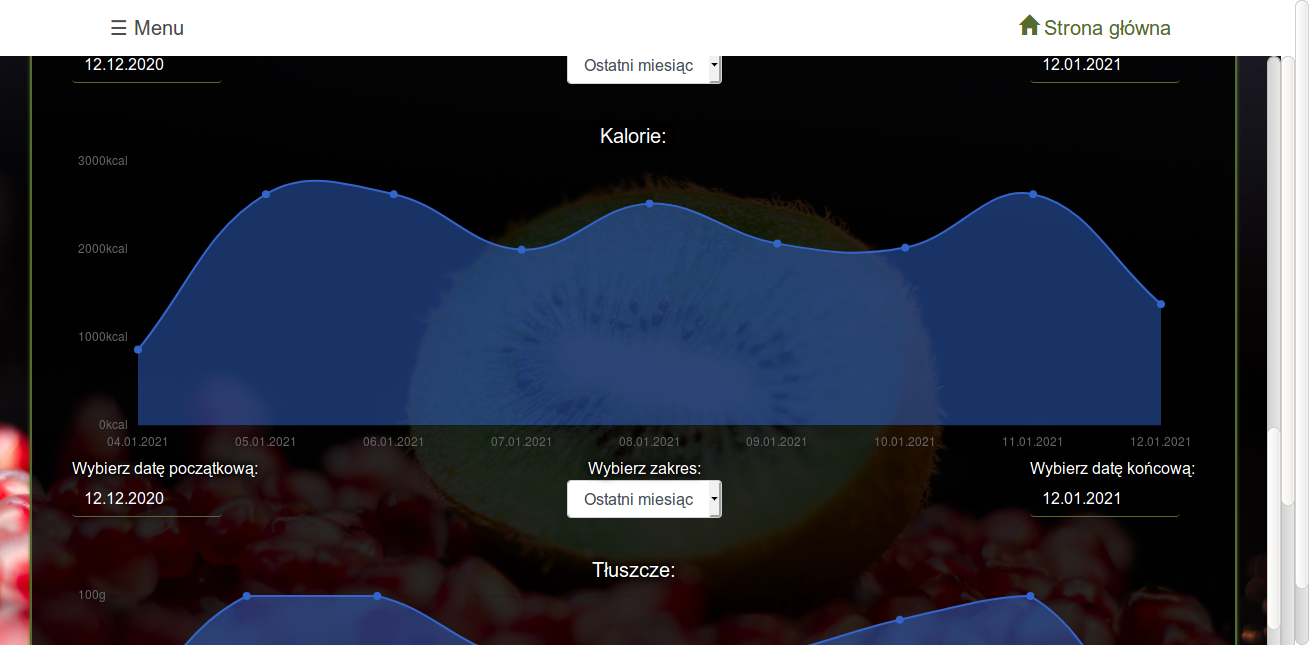 ☰ Menu
Strona główna
12.12.2020
Ostatni miesiąc
12.01.2021
Kalorie:
3000kcal
2000kcal
1000kcal
0kcal
04.01.2021 05.01.2021 06.01.2021 07.01.2021 08.01.2021 09.01.2021 10.01.2021 11.01.2021 12.01.2021
Wybierz datę początkową:
12.12.2020
Wybierz zakres:
Ostatni miesiąc
Wybierz datę końcową:
12.01.2021
Tłuszcze:
100g